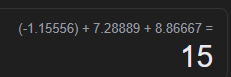 (-1.15556) + 7.28889 + 8.86667 =
15